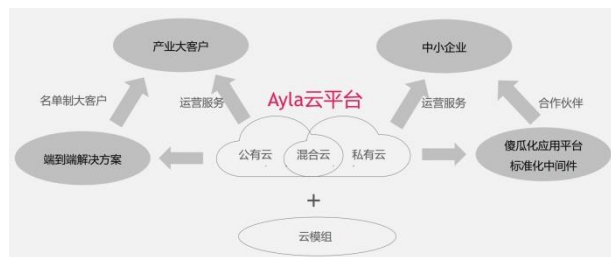 产业大客户
中小企业
名单制大客户
运营服务
Ayla云平台
运营服务
合作伙伴
端到端解决方案
公有云
混合云
私有云
傻瓜化应用平台
标准化中间件
+
云模组